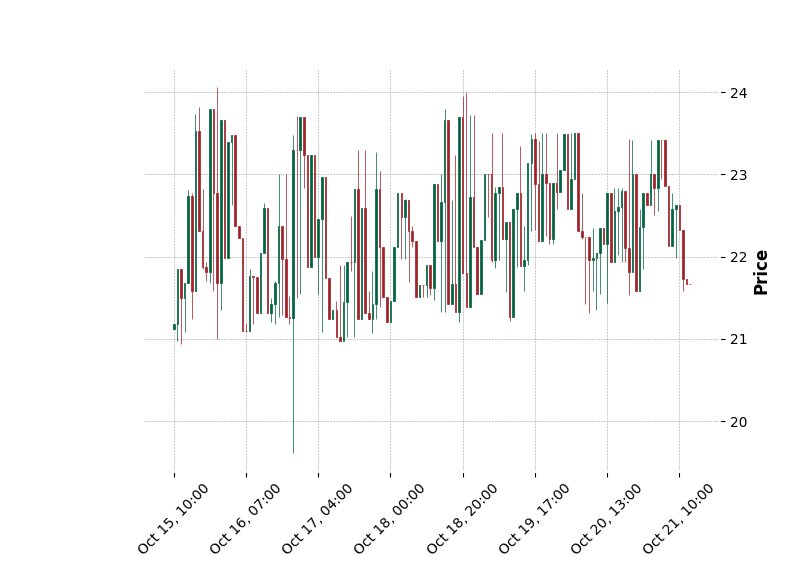 24
23
22
21
20
Price
Oct 15, 10:00
Oct 16, 07:00
Oct 17, 04:00
Oct 18, 00:00
Oct 18, 20:00
Oct 19, 17:00
Oct 20, 13:00
Oct 21, 10:00